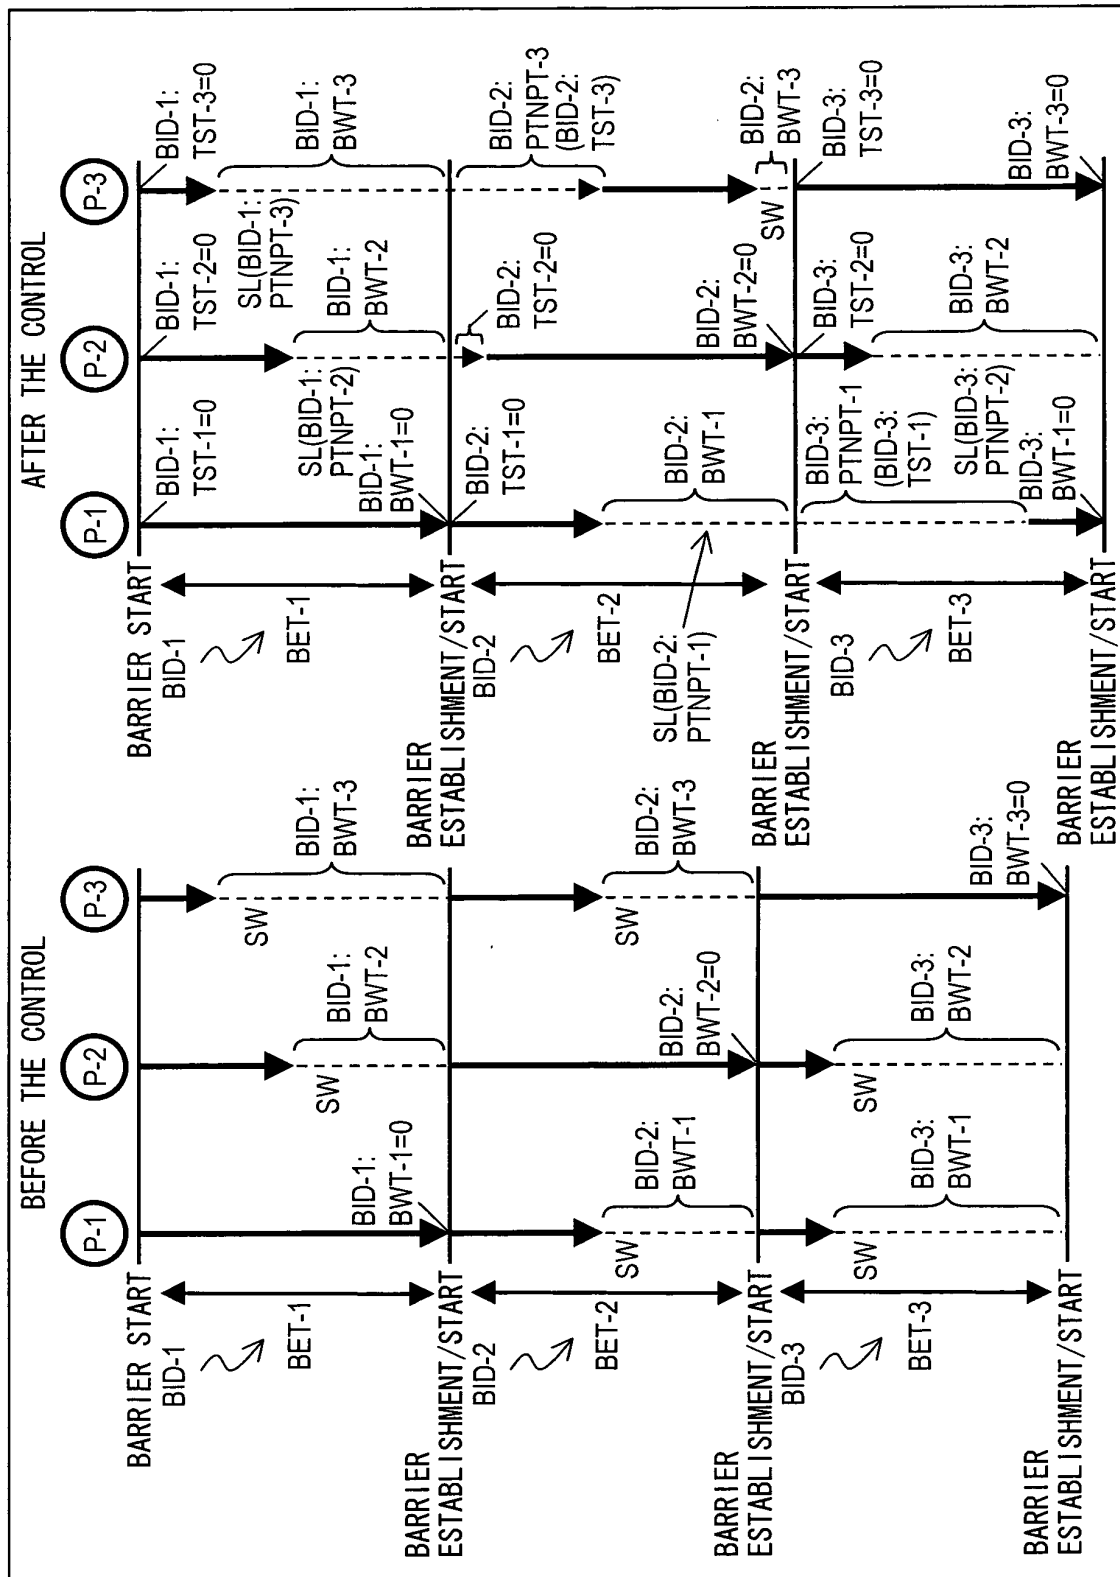 BEFORE THE CONTROL
P-1
P-2
P-3
BARRIER START
BID-1
BET-1
BID-1:
BWT-1=0
SW
BID-1:
BWT-2
SW
BID-1:
BWT-3
BARRIER
ESTABLISHMENT/START
BID-2
BET-2
SW
BID-2:
BWT-1
BID-2:
BWT-2=0
SW
BID-2:
BWT-3
BARRIER
ESTABLISHMENT/START
BID-3
BET-3
SW
BID-3:
BWT-1
SW
BID-3:
BWT-2
BID-3:
BWT-3=0
BARRIER
ESTABLISHMENT/START
AFTER THE CONTROL
P-1
P-2
P-3
BARRIER START
BID-1
BET-1
BID-1:
TST-1=0
BID-1:
TST-2=0
BID-1:
TST-3=0
SL(BID-1:
PTNPT-2)
BID-1:
BWT-1=0
SL(BID-1:
PTNPT-3)
BID-1:
BWT-2
BID-1:
BWT-3
BARRIER
ESTABLISHMENT/START
BID-2
BET-2
BID-2:
TST-1=0
BID-2:
TST-2=0
BID-2:
PTNPT-3
(BID-2:
TST-3)
SL(BID-2:
PTNPT-1)
BID-2:
BWT-1
BID-2:
BWT-2=0
SW
BID-2:
BWT-3
BARRIER
ESTABLISHMENT/START
BID-3
BET-3
BID-3:
PTNPT-1
(BID-3:
TST-1)
BID-3:
TST-2=0
BID-3:
TST-3=0
SL(BID-3:
PTNPT-2)
BID-3:
BWT-1=0
BID-3:
BWT-2
BID-3:
BWT-3=0
BARRIER
ESTABLISHMENT/START